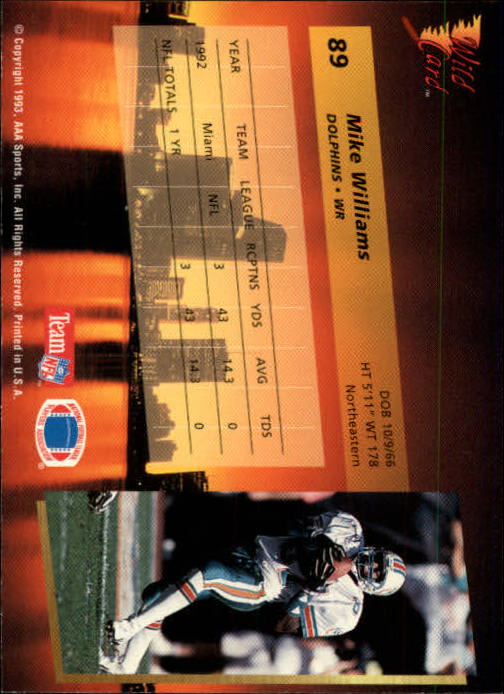 Wild
Card™
89
Mike Williams
DOLPHINS • WR
DOB 10/9/66
HT 5'11" WT 178
Northeastern
YEAR TEAM LEAGUE RCPTNS YDS AVG TDS
1992 Miami NFL 3 43 14.3 0
NFL TOTALS 1 YR 3 43 14.3 0
Team
NFL™
© Copyright 1993, AAA Sports, Inc. All Rights Reserved. Printed in U.S.A.